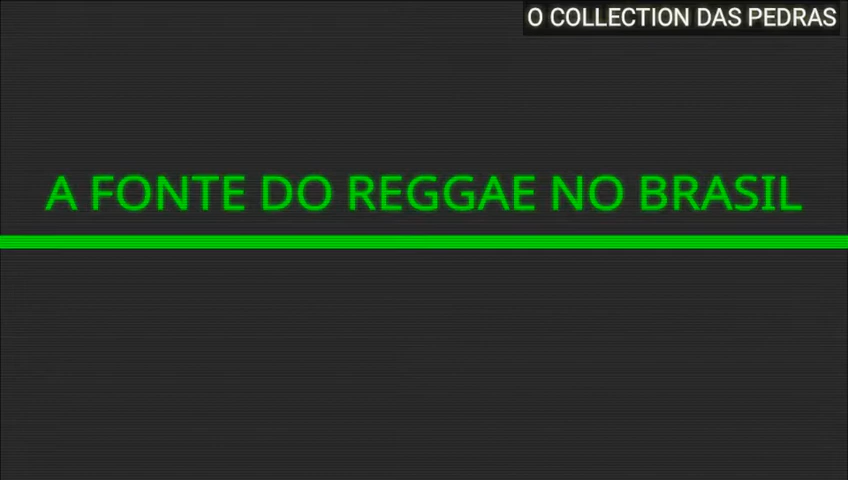 O COLLECTION DAS PEDRAS
A FONTE DO REGGAE NO BRASIL